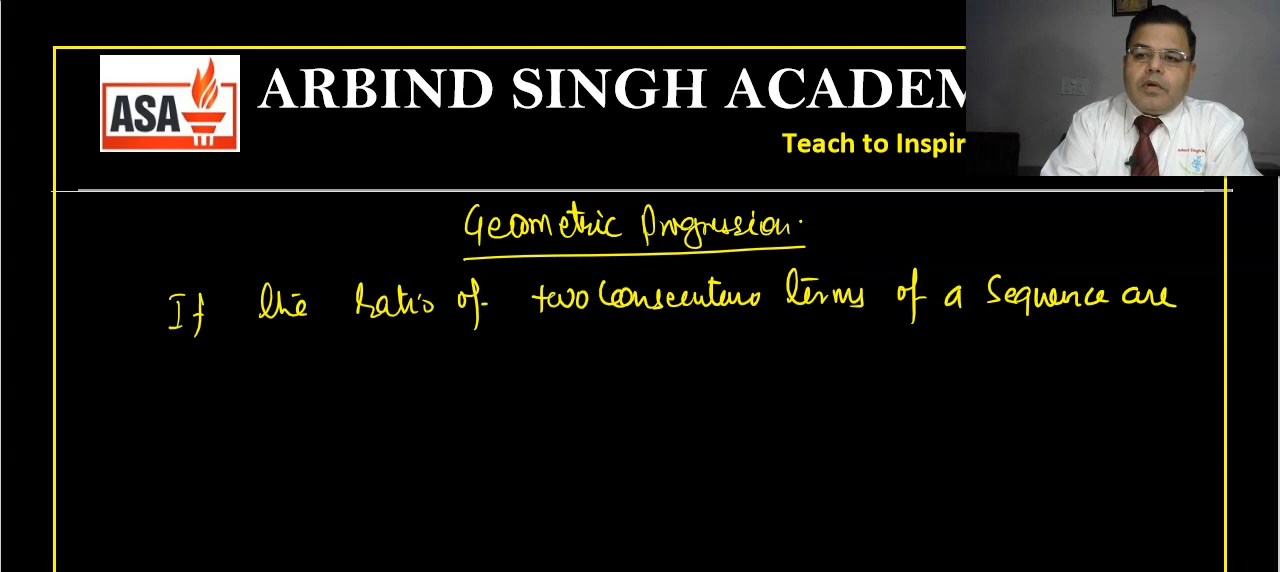 ASA
ARBIND SINGH ACADEM
Teach to Inspir
Geometric Progression.
If the ratio of two consecutive terms of a sequence are